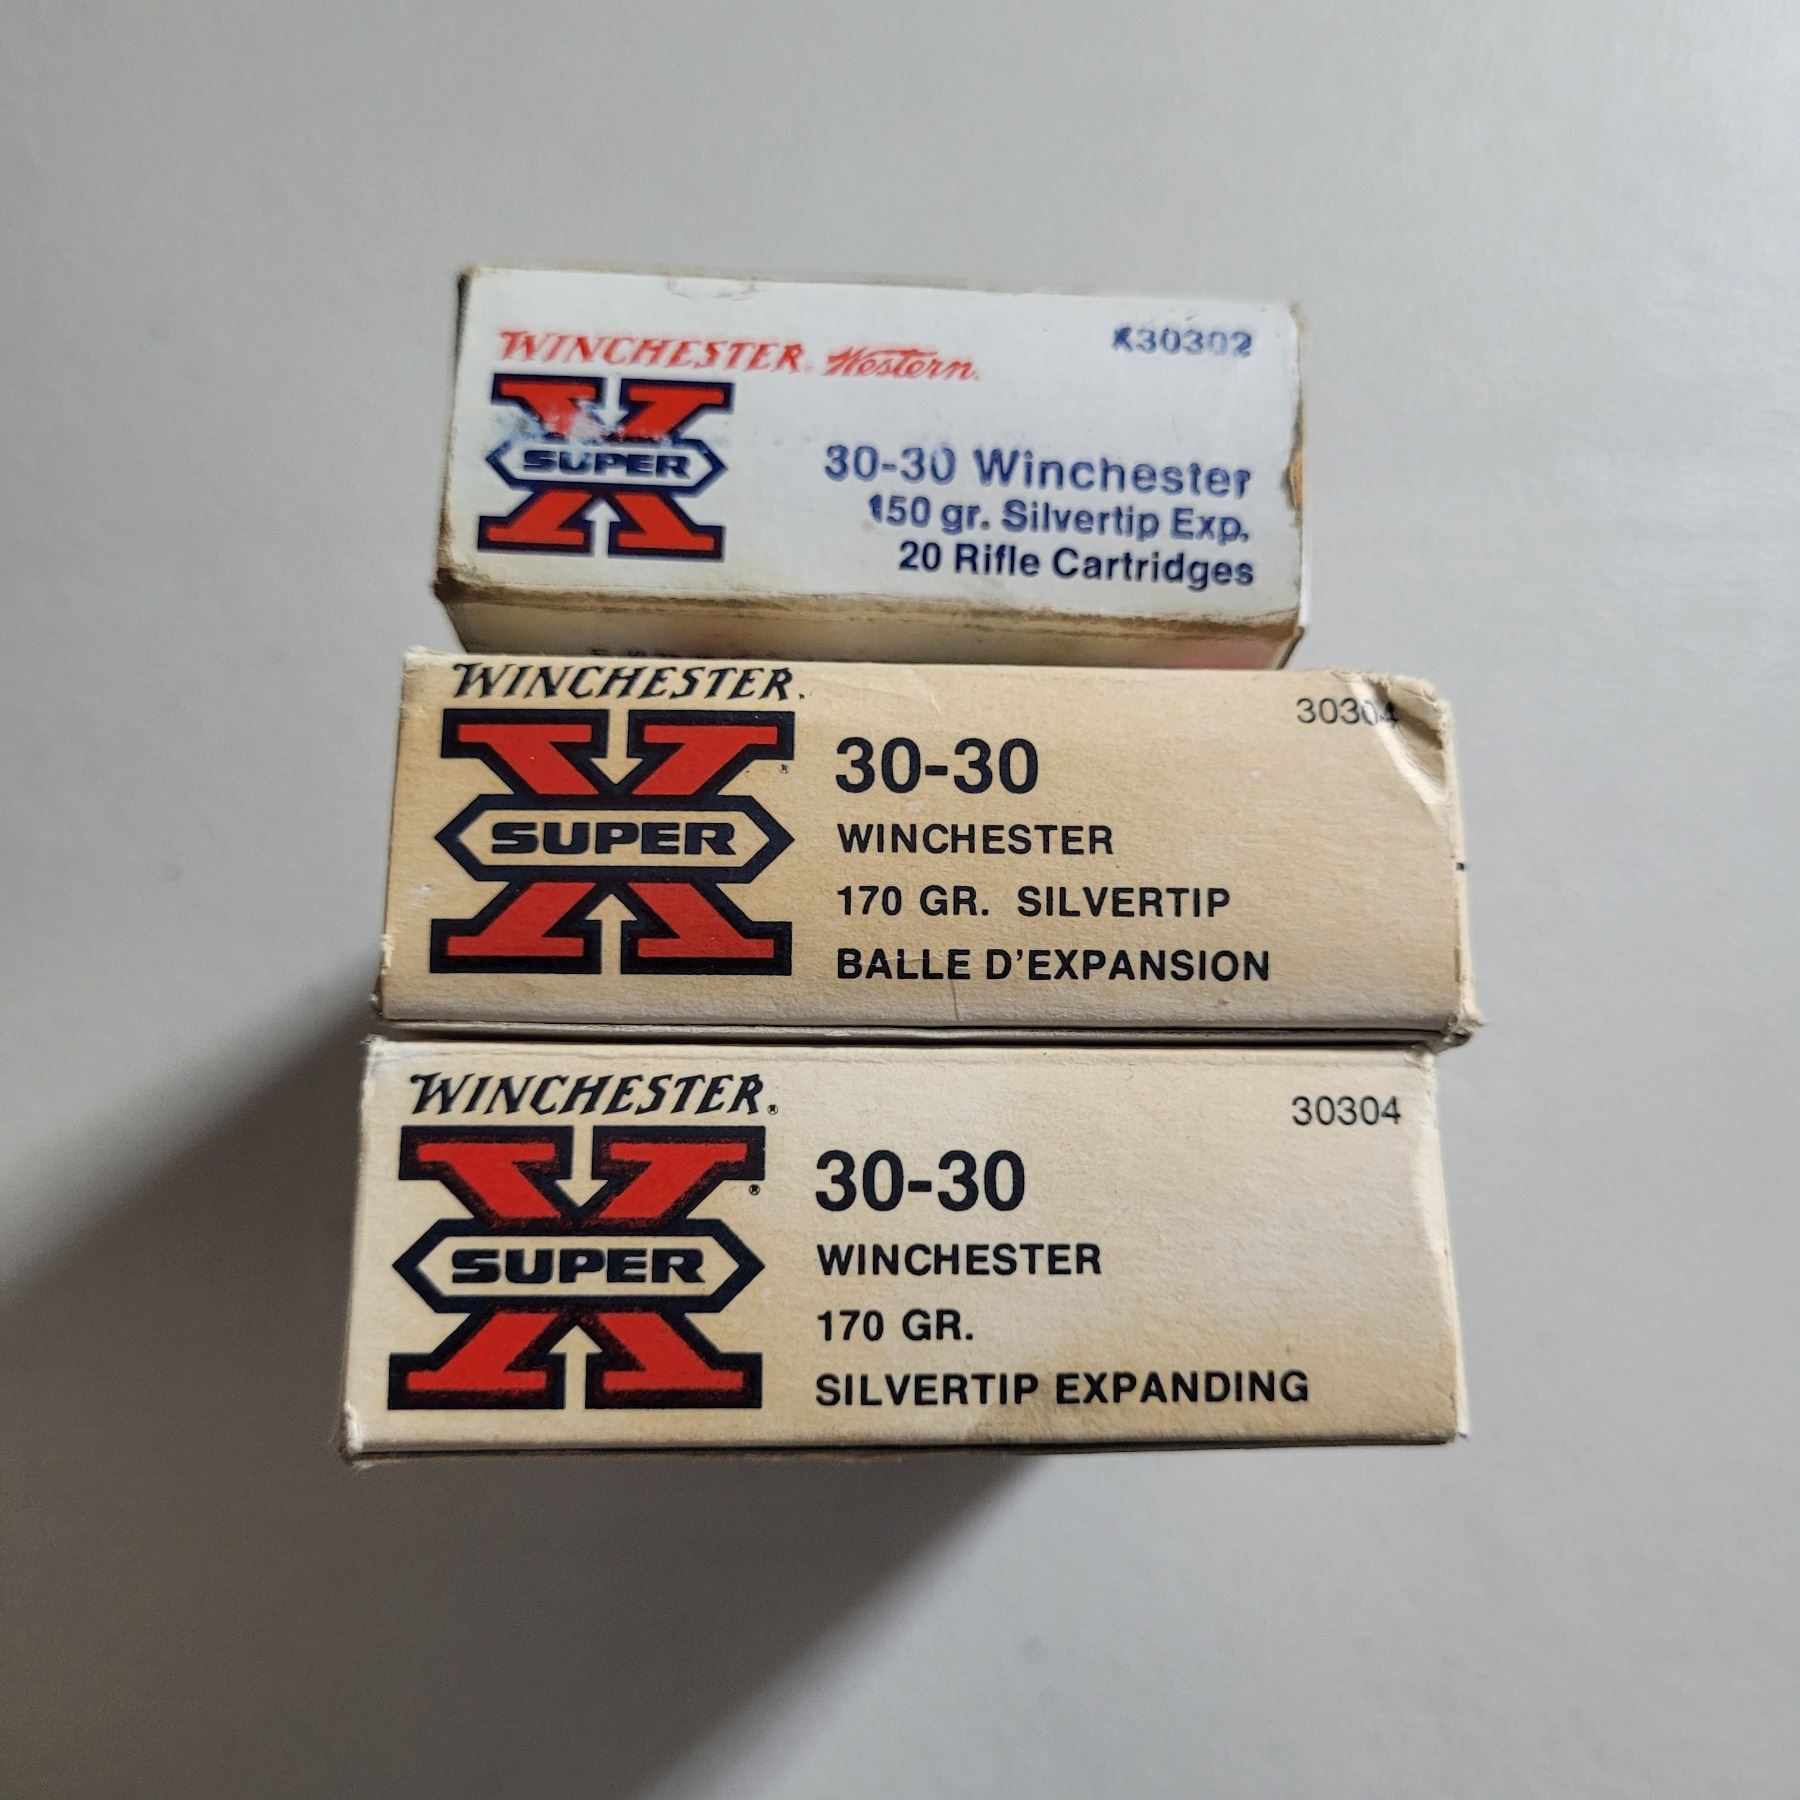 WINCHESTER Western
K30302
X
SUPER
30-30 Winchester
150 gr. Silvertip Exp.
20 Rifle Cartridges
WINCHESTER®
30304
X®
SUPER
30-30
WINCHESTER
170 GR. SILVERTIP
BALLE D'EXPANSION
WINCHESTER®
30304
X®
SUPER
30-30
WINCHESTER
170 GR.
SILVERTIP EXPANDING